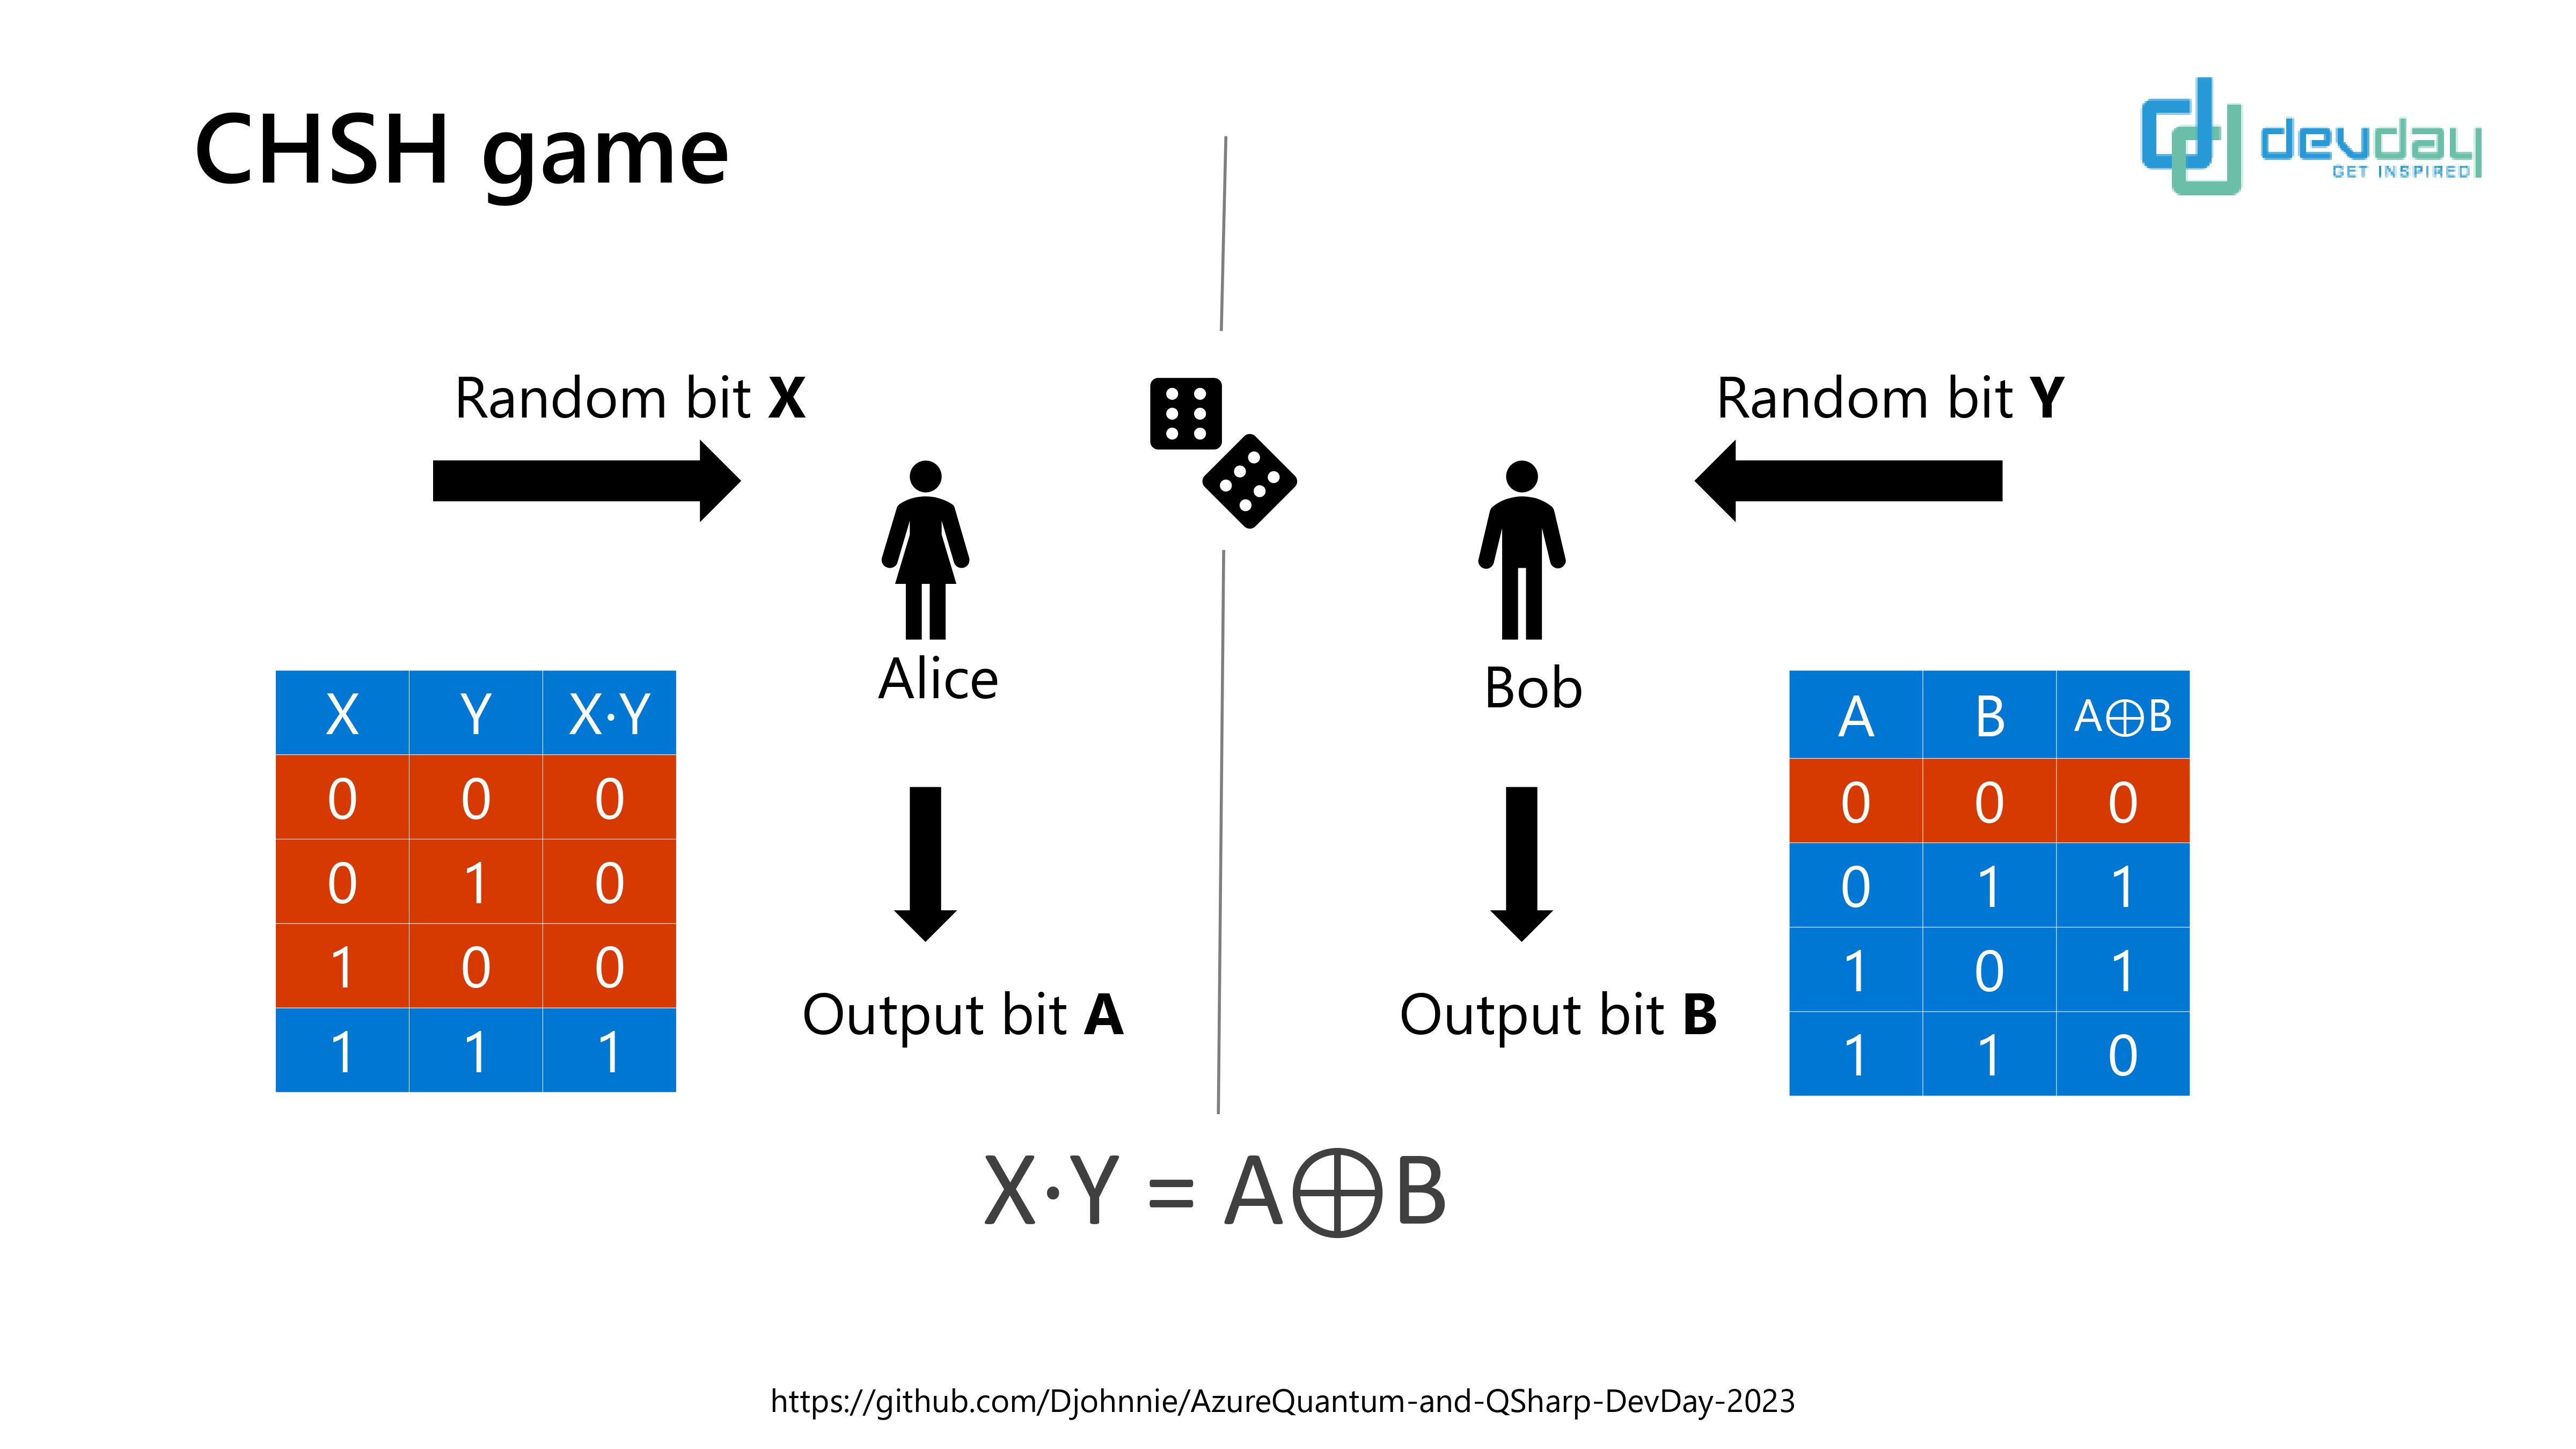 CHSH game
devday
GET INSPIRED
Random bit X
Random bit Y
Alice
Bob
X Y X·Y
0 0 0
0 1 0
1 0 0
1 1 1
A B A⊕B
0 0 0
0 1 1
1 0 1
1 1 0
Output bit A
Output bit B
X·Y = A⊕B
https://github.com/Djohnnie/AzureQuantum-and-QSharp-DevDay-2023